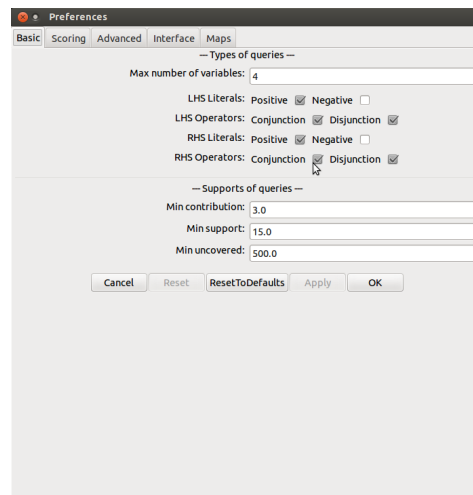 Preferences
Basic Scoring Advanced Interface Maps
— Types of queries —
Max number of variables: 4
LHS Literals: Positive Negative
LHS Operators: Conjunction Disjunction
RHS Literals: Positive Negative
RHS Operators: Conjunction Disjunction
— Supports of queries —
Min contribution: 3.0
Min support: 15.0
Min uncovered: 500.0
Cancel Reset ResetToDefaults Apply OK